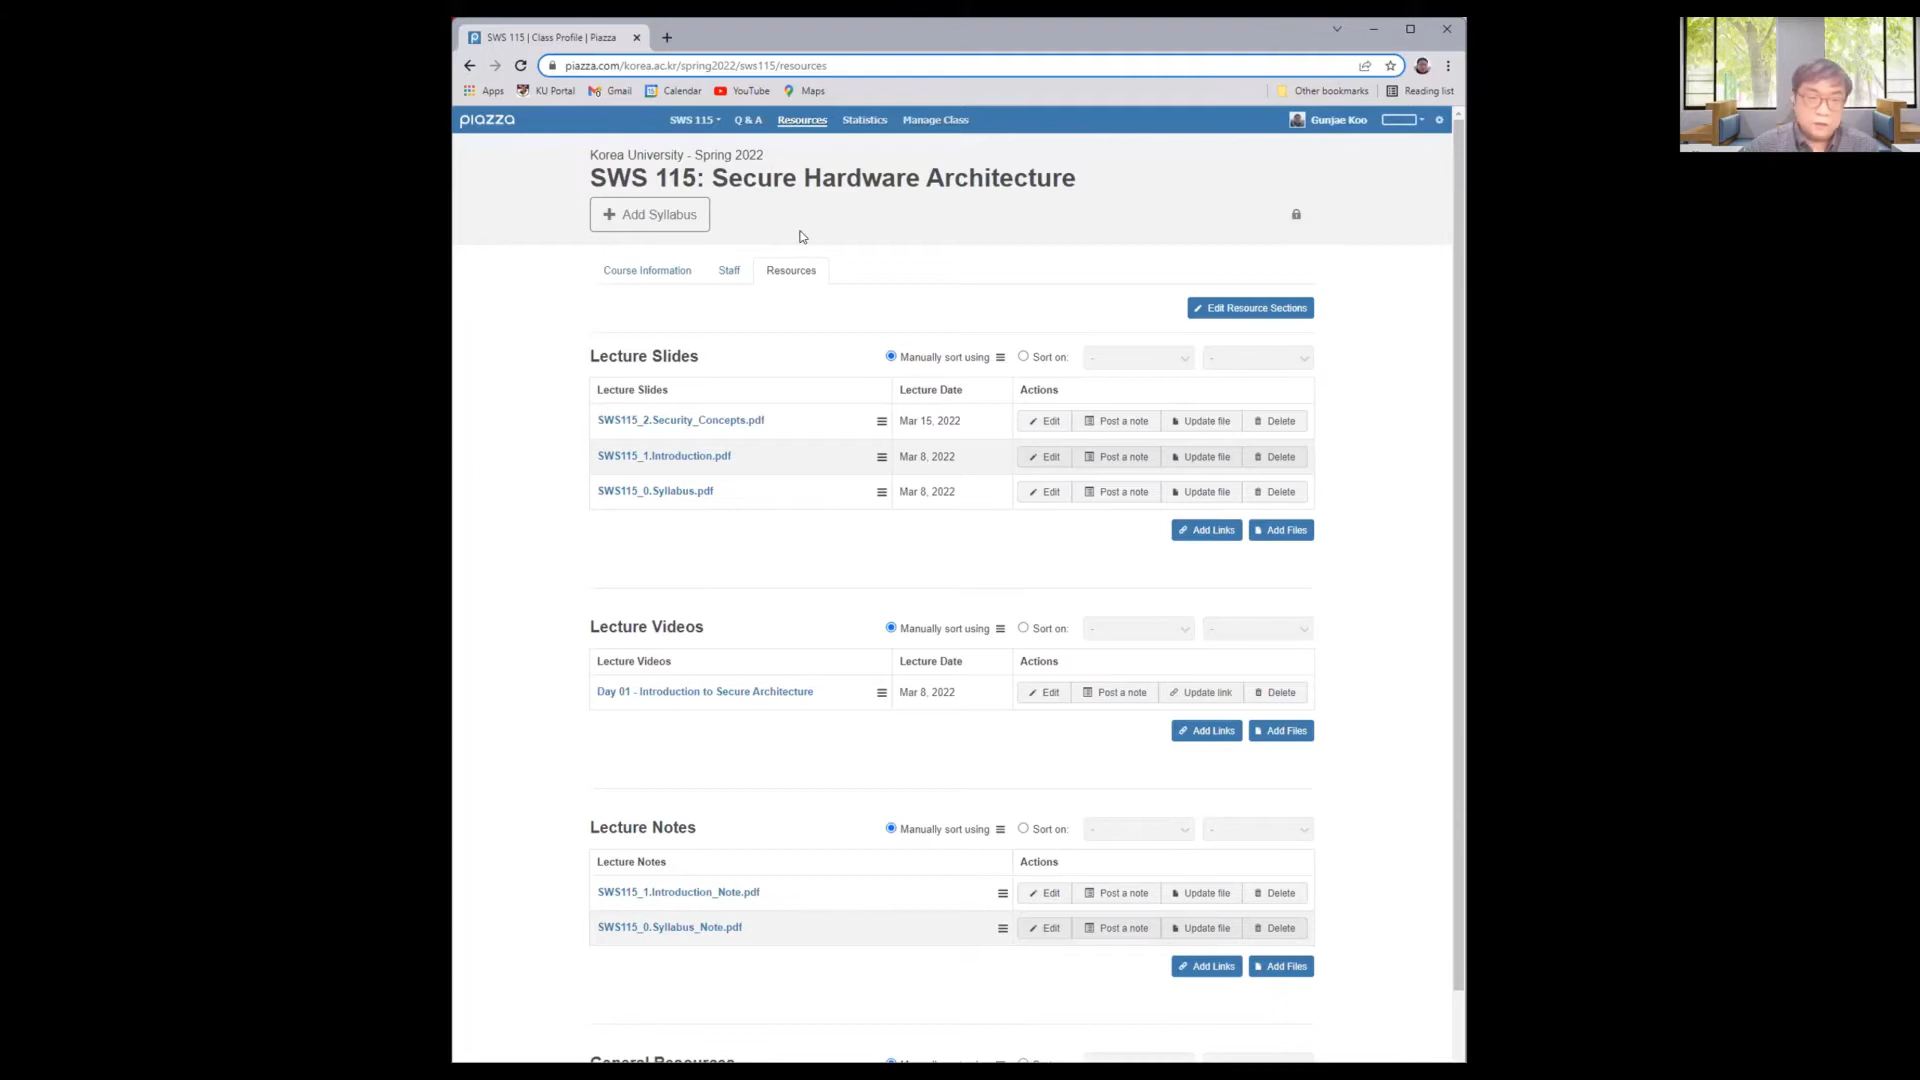 SWS 115 | Class Profile | Piazza
piazza.com/korea.ac.kr/spring2022/sws115/resources
Apps KU Portal Gmail Calendar YouTube Maps Other bookmarks Reading list
piazza SWS 115 Q & A Resources Statistics Manage Class Gunjae Koo
Korea University - Spring 2022
SWS 115: Secure Hardware Architecture
Add Syllabus
Course Information Staff Resources
Edit Resource Sections
Lecture Slides Manually sort using Sort on: - -
Lecture Slides Lecture Date Actions
SWS115_2.Security_Concepts.pdf Mar 15, 2022 Edit Post a note Update file Delete
SWS115_1.Introduction.pdf Mar 8, 2022 Edit Post a note Update file Delete
SWS115_0.Syllabus.pdf Mar 8, 2022 Edit Post a note Update file Delete
Add Links Add Files
Lecture Videos Manually sort using Sort on: - -
Lecture Videos Lecture Date Actions
Day 01 - Introduction to Secure Architecture Mar 8, 2022 Edit Post a note Update link Delete
Add Links Add Files
Lecture Notes Manually sort using Sort on: - -
Lecture Notes Actions
SWS115_1.Introduction_Note.pdf Edit Post a note Update file Delete
SWS115_0.Syllabus_Note.pdf Edit Post a note Update file Delete
Add Links Add Files
General Resources